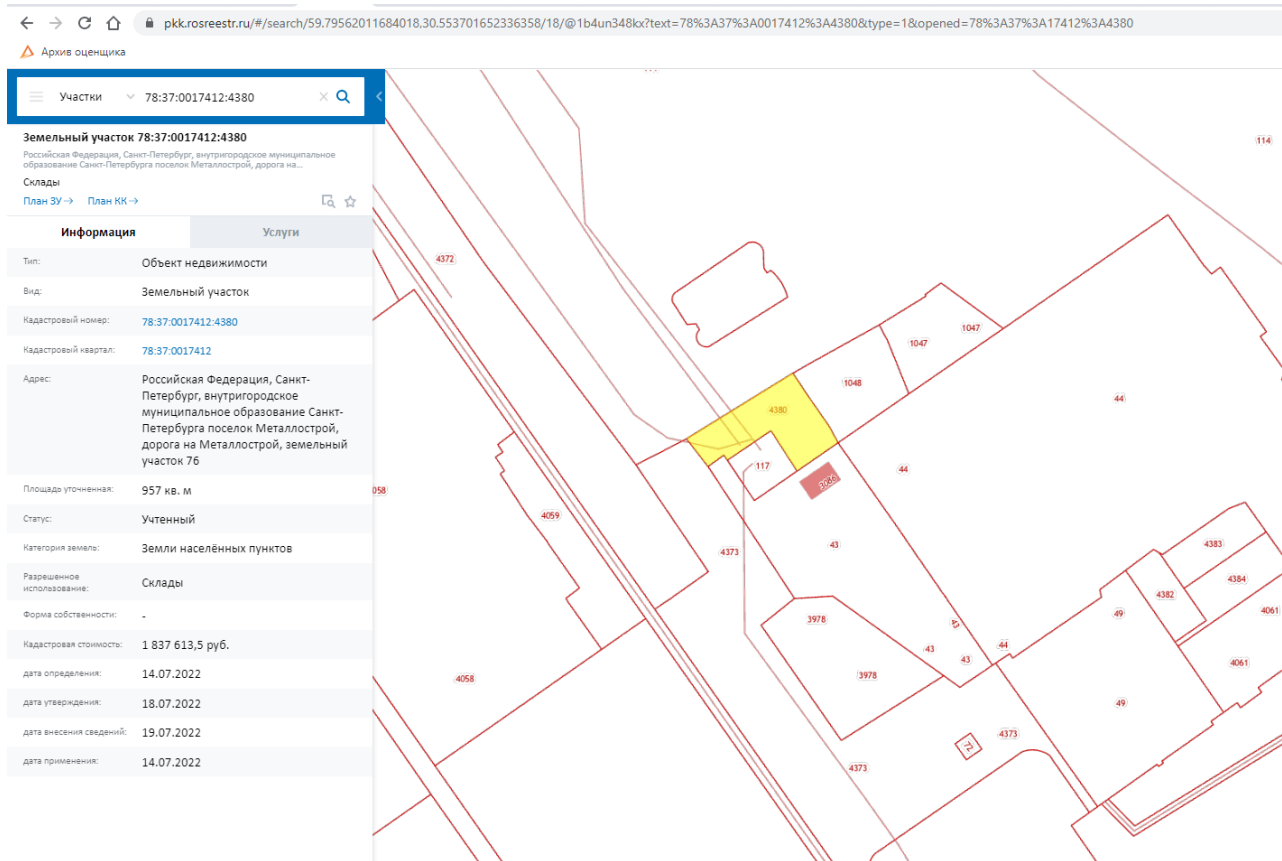 pkk.rosreestr.ru/#/search/59.79562011684018,30.553701652336358/18/@1b4un348kx?text=78%3A37%3A0017412%3A4380&type=1&opened=78%3A37%3A17412%3A4380
Архив оценщика
Участки 78:37:0017412:4380
Земельный участок 78:37:0017412:4380
Российская Федерация, Санкт-Петербург, внутригородское муниципальное
образование Санкт-Петербурга поселок Металлострой, дорога на...
Склады
План ЗУ→ План КК→
Информация Услуги
Тип: Объект недвижимости
Вид: Земельный участок
Кадастровый номер: 78:37:0017412:4380
Кадастровый квартал: 78:37:0017412
Адрес: Российская Федерация, Санкт-
Петербург, внутригородское
муниципальное образование Санкт-
Петербурга поселок Металлострой,
дорога на Металлострой, земельный
участок 76
Площадь уточненная: 957 кв. м
Статус: Учтенный
Категория земель: Земли населённых пунктов
Разрешенное
использование: Склады
Форма собственности: -
Кадастровая стоимость: 1 837 613,5 руб.
дата определения: 14.07.2022
дата утверждения: 18.07.2022
дата внесения сведений: 19.07.2022
дата применения: 14.07.2022
114
4372
1047
1047
1048
44
4380
117
44
058
4059
43
4383
4373
4384
4382
4061
49
3978
43
43
44
43
4061
3978
4058
49
4373
72
4373